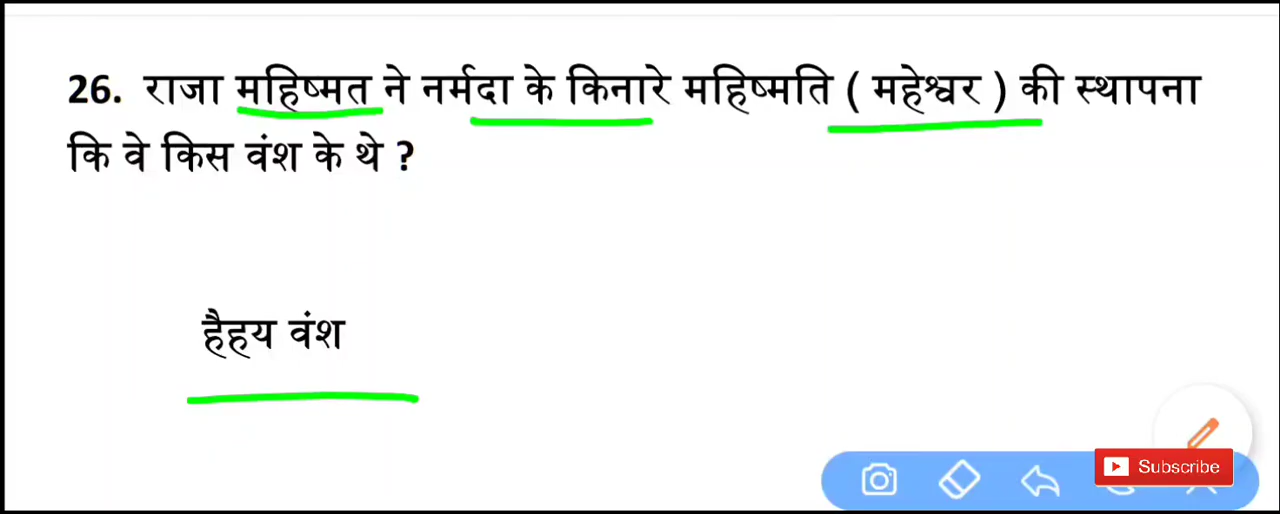 26. राजा महिष्मत ने नर्मदा के किनारे महिष्मति ( महेश्वर ) की स्थापना
कि वे किस वंश के थे ?
हैहय वंश
Subscribe